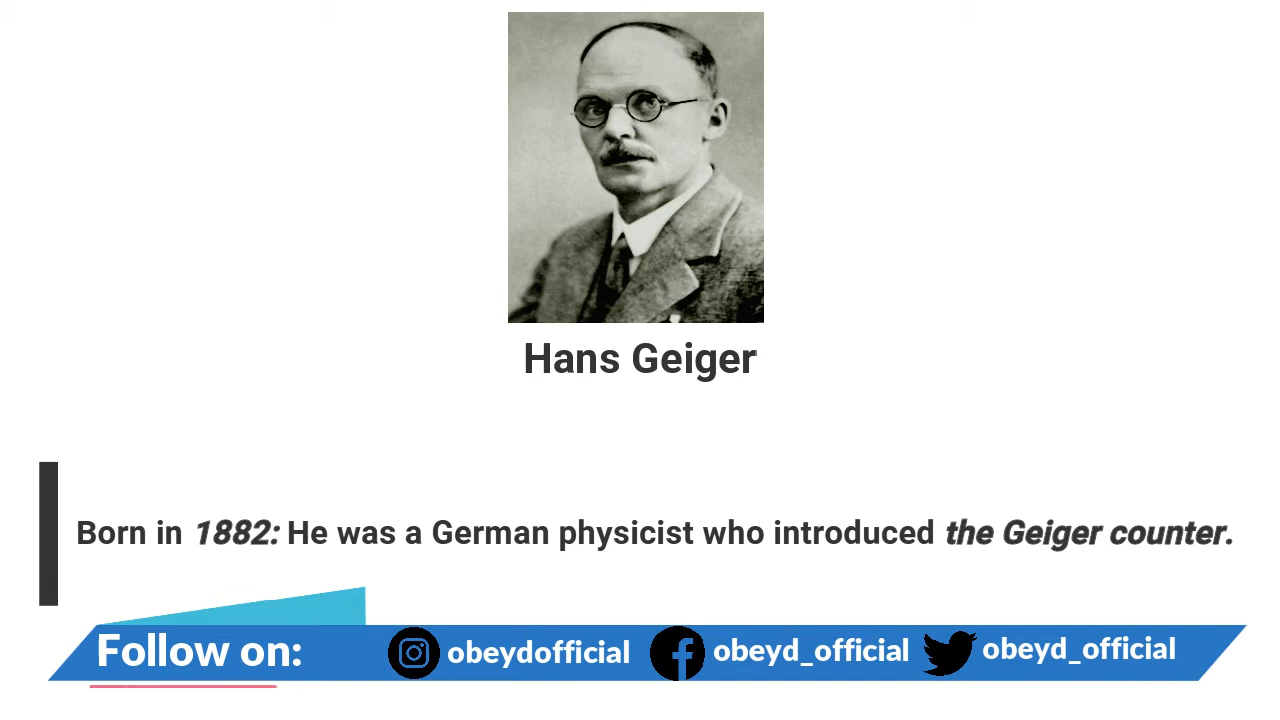 Hans Geiger
Born in 1882: He was a German physicist who introduced the Geiger counter.
Follow on: obeydofficial obeyd_official obeyd_official